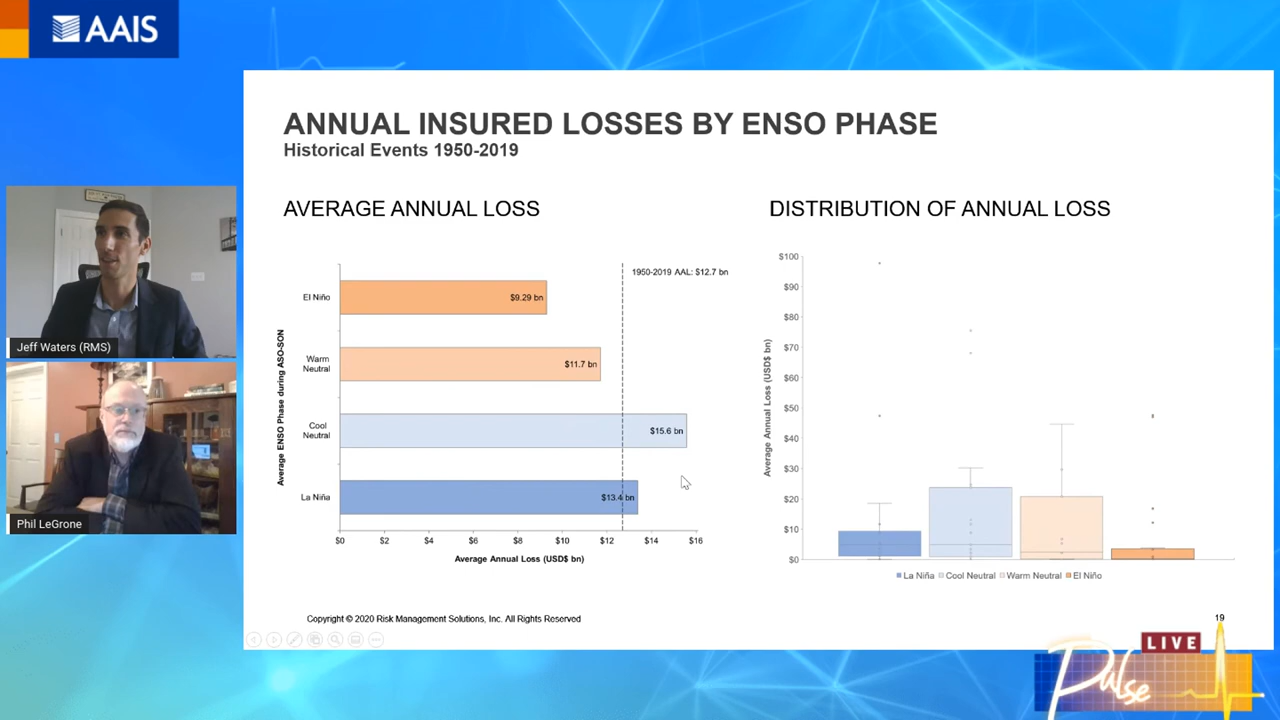 AAIS
ANNUAL INSURED LOSSES BY ENSO PHASE
Historical Events 1950-2019
AVERAGE ANNUAL LOSS
1950-2019 AAL: $12.7 bn
Average ENSO Phase during ASO-SON
El Niño
$9.29 bn
Warm
Neutral
$11.7 bn
Cool
Neutral
$15.6 bn
La Niña
$13.4 bn
$0 $2 $4 $6 $8 $10 $12 $14 $16
Average Annual Loss (USD$ bn)
DISTRIBUTION OF ANNUAL LOSS
Average Annual Loss (USD$ bn)
$100
$90
$80
$70
$60
$50
$40
$30
$20
$10
$0
La Niña Cool Neutral Warm Neutral El Niño
Copyright © 2020 Risk Management Solutions, Inc. All Rights Reserved
19
Jeff Waters (RMS)
Phil LeGrone
LIVE
Pulse